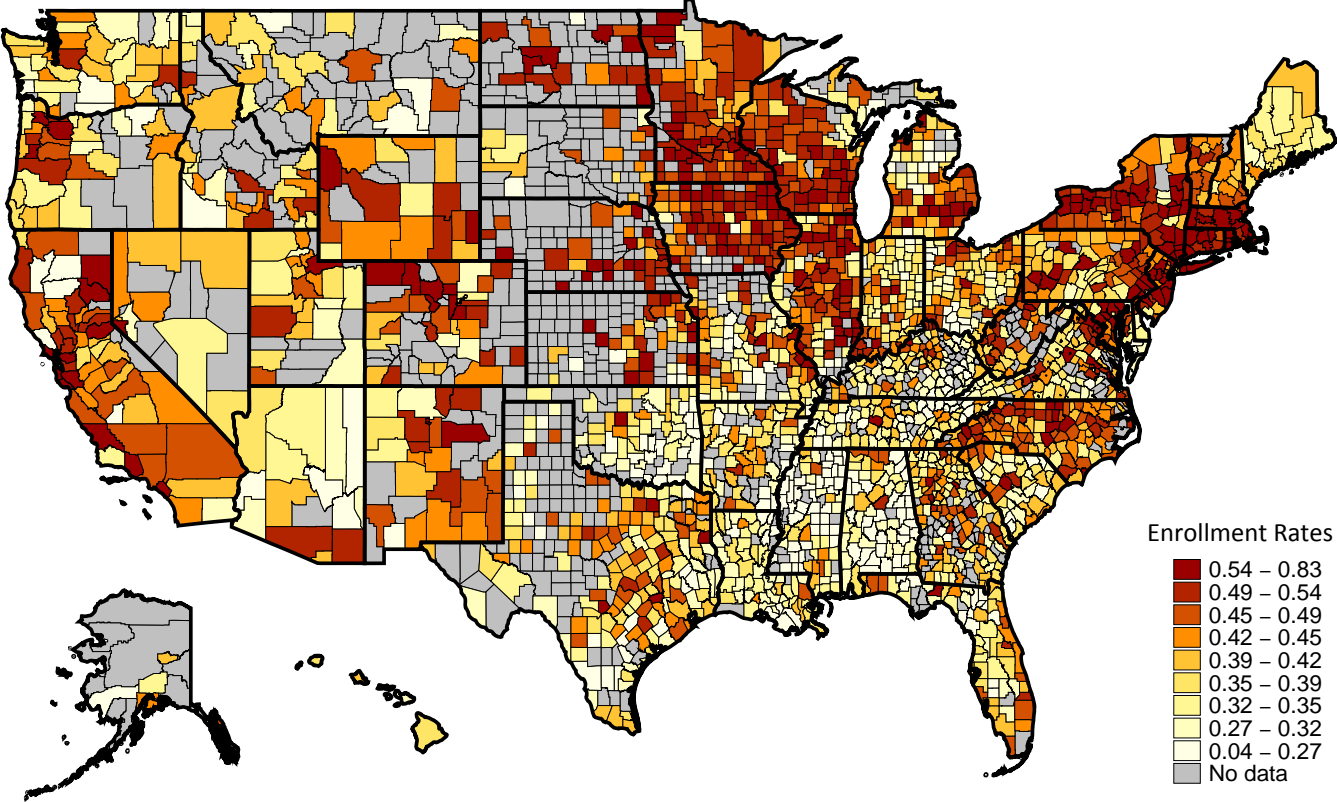 Enrollment Rates
0.54 – 0.83
0.49 – 0.54
0.45 – 0.49
0.42 – 0.45
0.39 – 0.42
0.35 – 0.39
0.32 – 0.35
0.27 – 0.32
0.04 – 0.27
No data